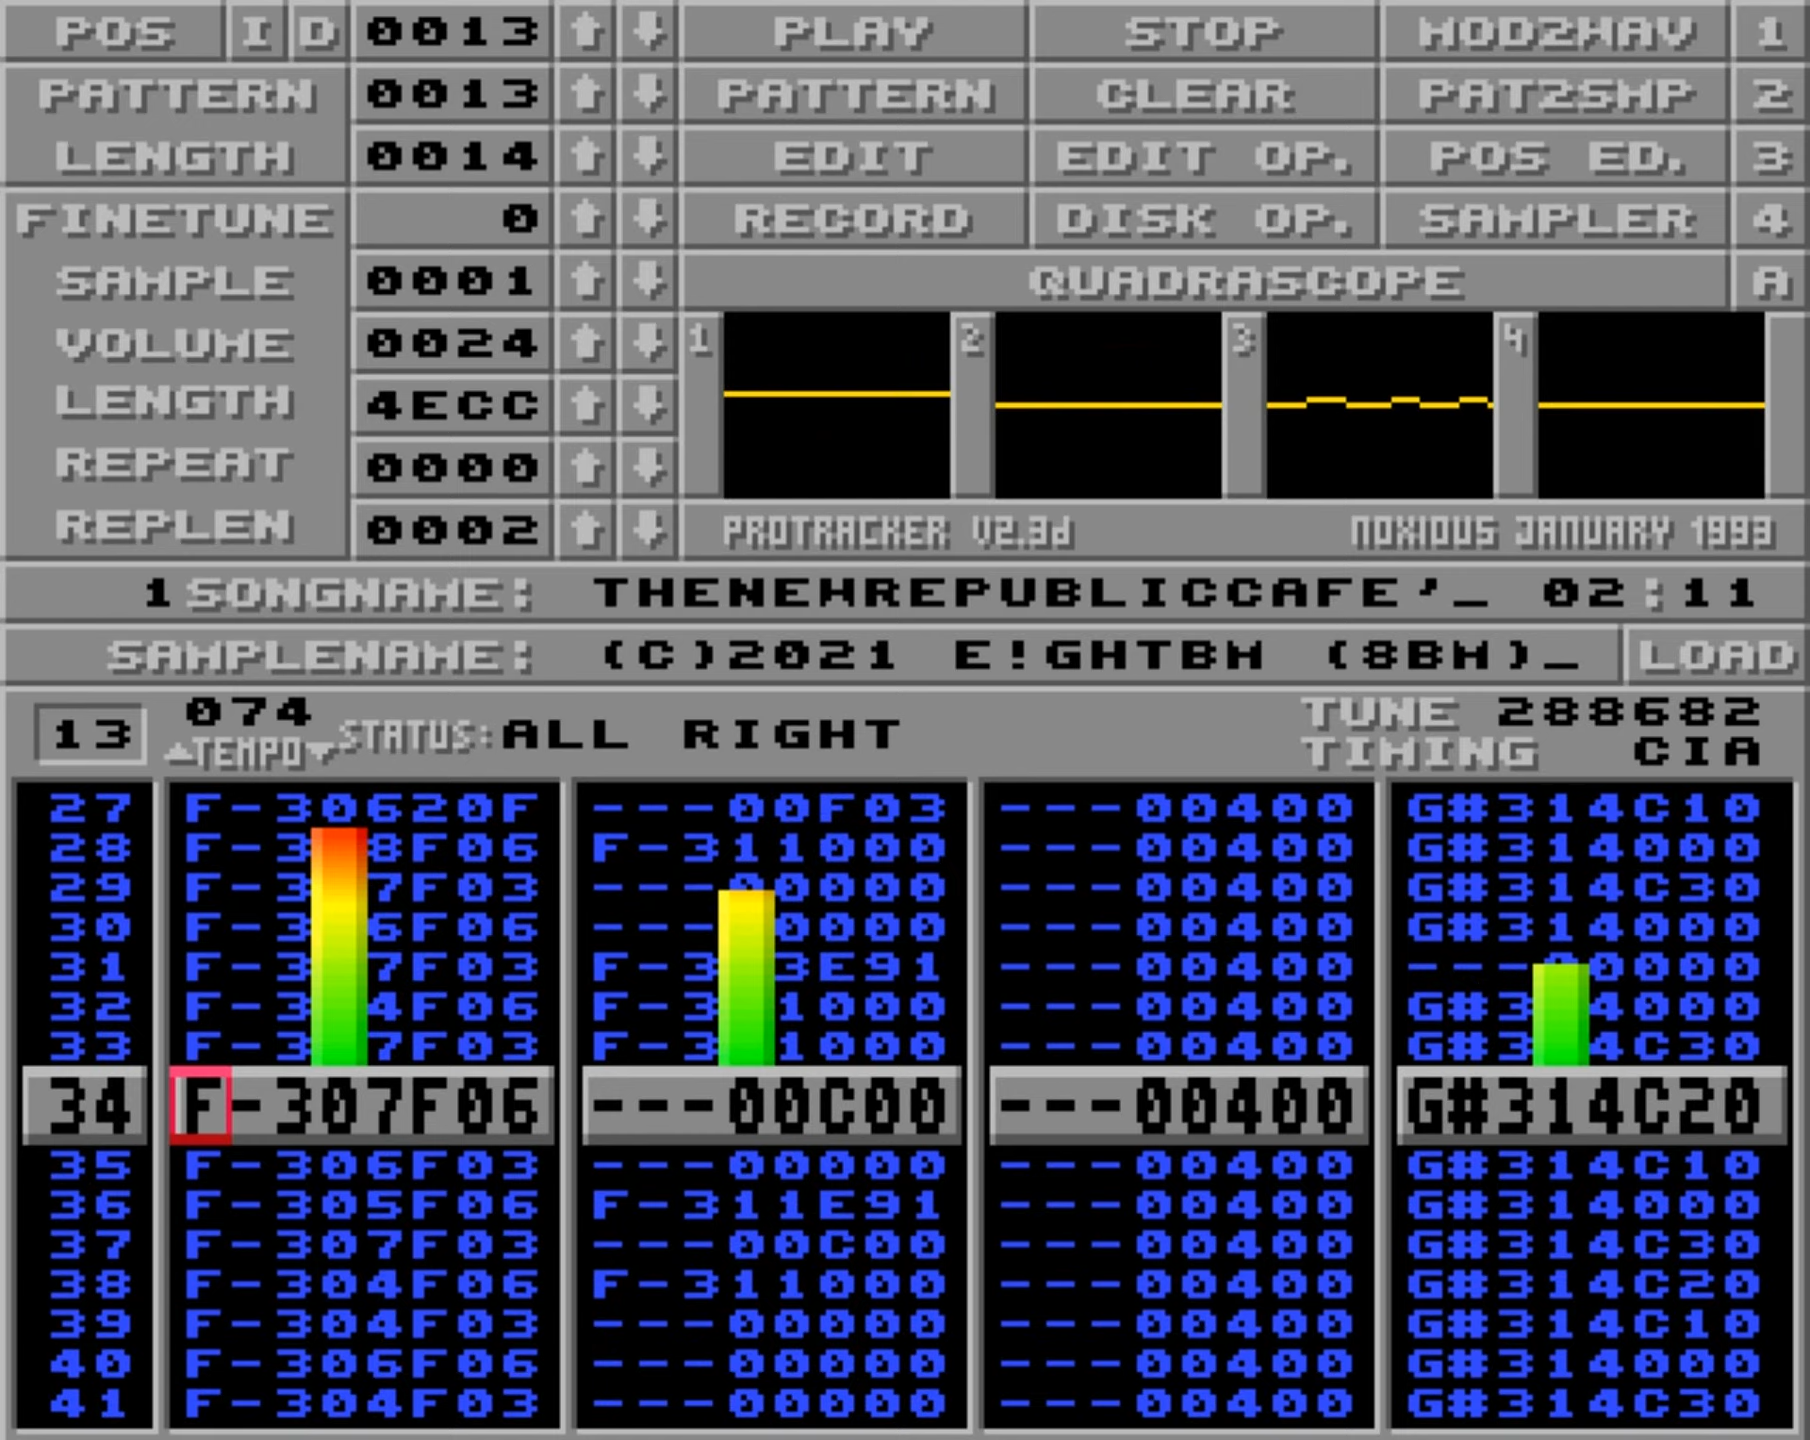 POS I D 0013 PLAY STOP MOD2WAV 1
PATTERN 0013 PATTERN CLEAR PAT2SMP 2
LENGTH 0014 EDIT EDIT OP. POS ED. 3
FINETUNE 0 RECORD DISK OP. SAMPLER 4
SAMPLE 0001 QUADRASCOPE A
VOLUME 0024 1 2 3 4
LENGTH 4ECC
REPEAT 0000
REPLEN 0002 PROTRACKER V2.3d NOXIOUS JANUARY 1993
1 SONGNAME: THENEWREPUBLICCAFE'_ 02:11
SAMPLENAME: (C)2021 E!GHTBM (8BM)_ LOAD
13 074 TEMPO STATUS: ALL RIGHT TUNE 288682
TIMING CIA
27 F-30620F ---00F03 ---00400 G#314C10
28 F-3 8F06 F-311000 ---00400 G#314000
29 F-3 7F03 ---00000 ---00400 G#314C30
30 F-3 6F06 --- 0000 ---00400 G#314000
31 F-3 7F03 F-3 3E91 ---00400 ---00000
32 F-3 4F06 F-3 1000 ---00400 G#3 4000
33 F-3 7F03 F-3 1000 ---00400 G#3 4C30
34 F-307F06 ---00C00 ---00400 G#314C20
35 F-306F03 ---00000 ---00400 G#314C10
36 F-305F06 F-311E91 ---00400 G#314000
37 F-307F03 ---00C00 ---00400 G#314C30
38 F-304F06 F-311000 ---00400 G#314C20
39 F-304F03 ---00000 ---00400 G#314C10
40 F-306F06 ---00000 ---00400 G#314000
41 F-304F03 ---00000 ---00400 G#314C30